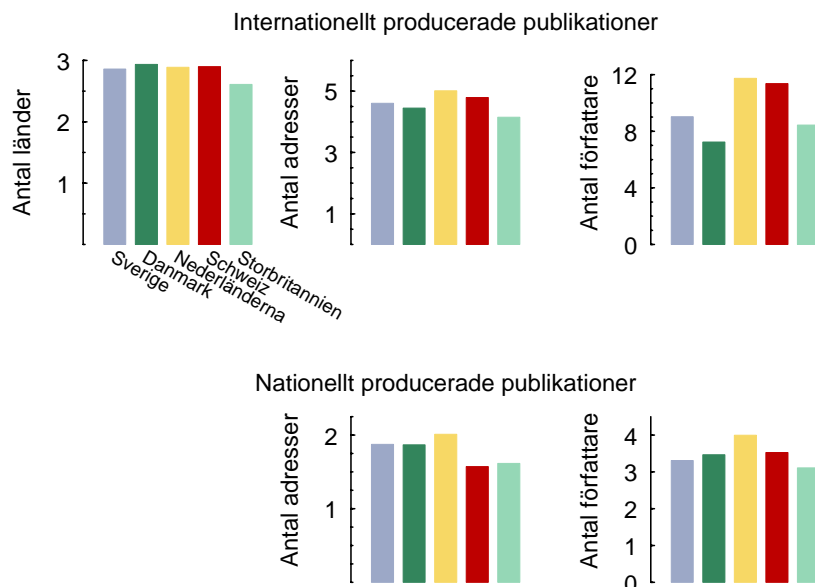 Internationellt producerade publikationer
Antal länder
3
2
1
Sverige
Danmark
Nederländerna
Schweiz
Storbritannien
Antal adresser
5
3
1
Antal författare
12
8
4
0
Nationellt producerade publikationer
Antal adresser
2
1
Antal författare
4
3
2
1
0